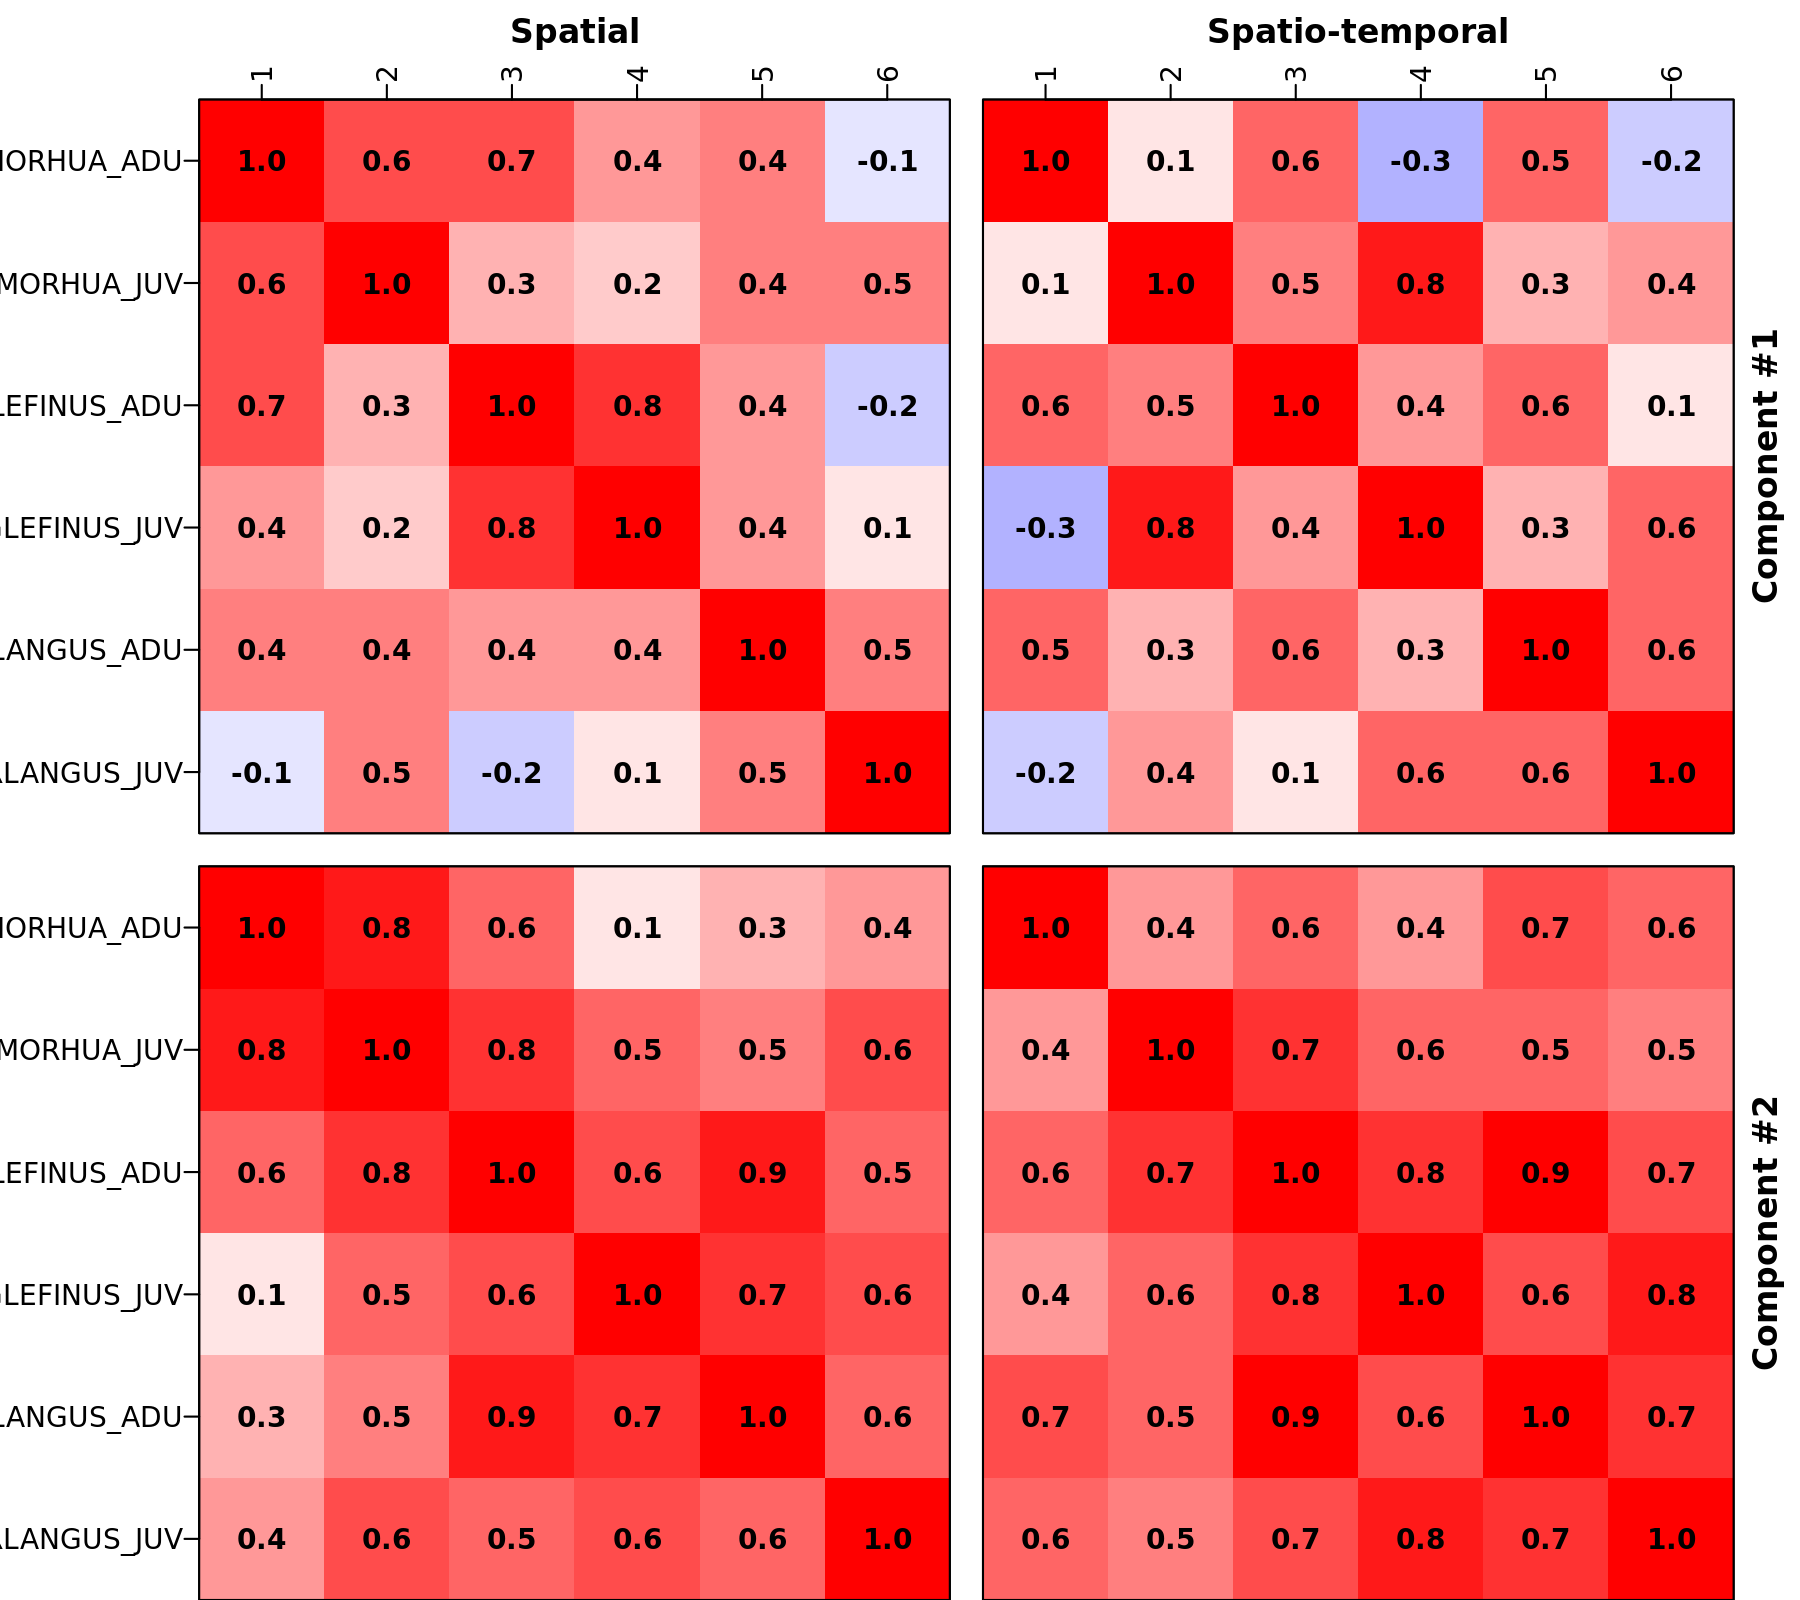 Spatial Spatio-temporal
1 2 3 4 5 6 1 2 3 4 5 6
MORHUA_ADU 1.0 0.6 0.7 0.4 0.4 -0.1 1.0 0.1 0.6 -0.3 0.5 -0.2
MORHUA_JUV 0.6 1.0 0.3 0.2 0.4 0.5 0.1 1.0 0.5 0.8 0.3 0.4
LEFINUS_ADU 0.7 0.3 1.0 0.8 0.4 -0.2 0.6 0.5 1.0 0.4 0.6 0.1
LEFINUS_JUV 0.4 0.2 0.8 1.0 0.4 0.1 -0.3 0.8 0.4 1.0 0.3 0.6
LANGUS_ADU 0.4 0.4 0.4 0.4 1.0 0.5 0.5 0.3 0.6 0.3 1.0 0.6
LANGUS_JUV -0.1 0.5 -0.2 0.1 0.5 1.0 -0.2 0.4 0.1 0.6 0.6 1.0
Component #1
MORHUA_ADU 1.0 0.8 0.6 0.1 0.3 0.4 1.0 0.4 0.6 0.4 0.7 0.6
MORHUA_JUV 0.8 1.0 0.8 0.5 0.5 0.6 0.4 1.0 0.7 0.6 0.5 0.5
LEFINUS_ADU 0.6 0.8 1.0 0.6 0.9 0.5 0.6 0.7 1.0 0.8 0.9 0.7
LEFINUS_JUV 0.1 0.5 0.6 1.0 0.7 0.6 0.4 0.6 0.8 1.0 0.6 0.8
LANGUS_ADU 0.3 0.5 0.9 0.7 1.0 0.6 0.7 0.5 0.9 0.6 1.0 0.7
LANGUS_JUV 0.4 0.6 0.5 0.6 0.6 1.0 0.6 0.5 0.7 0.8 0.7 1.0
Component #2